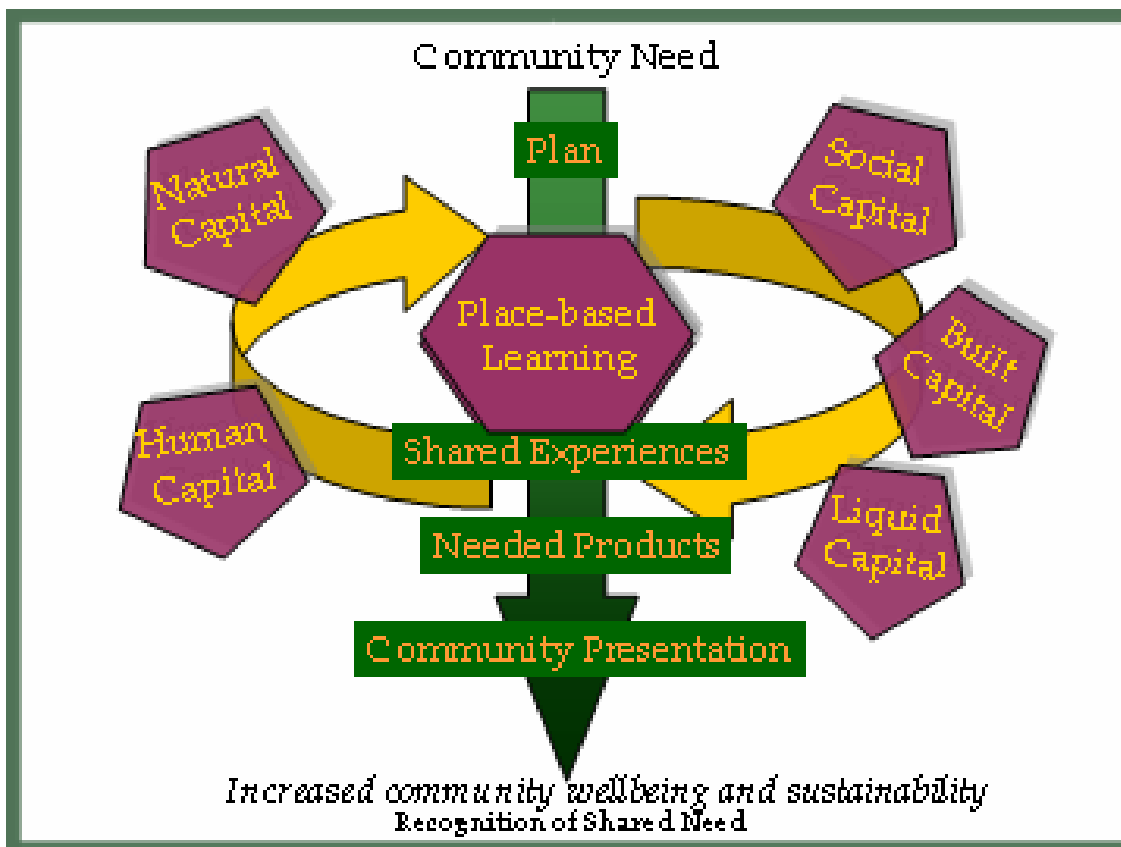 Community Need
Plan
Natural
Capital
Social
Capital
Place-based
Learning
Built
Capital
Human
Capital
Shared Experiences
Liquid
Capital
Needed Products
Community Presentation
Increased community wellbeing and sustainability
Recognition of Shared Need